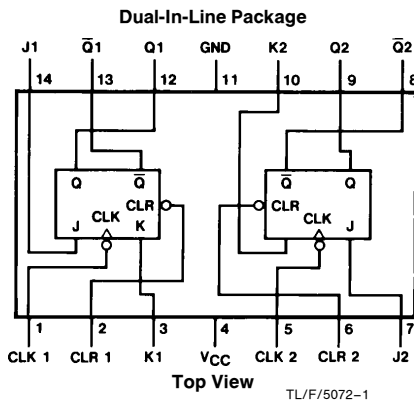 Dual-In-Line Package
J1 Q̅1 Q1 GND K2 Q2 Q̅2
14 13 12 11 10 9 8
Q Q̅ Q̅ Q
CLR CLR
CLK CLK
J K J
1 2 3 4 5 6 7
CLK 1 CLR 1 K1 VCC CLK 2 CLR 2 J2
Top View
TL/F/5072–1